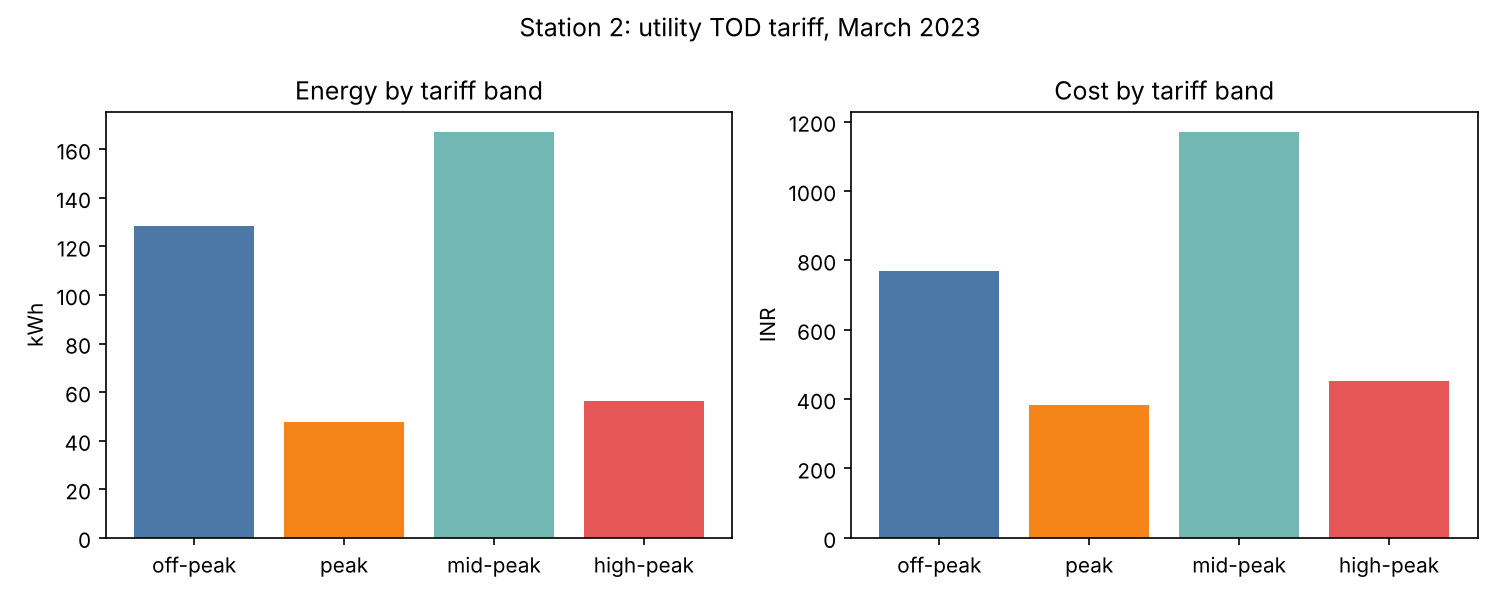 Station 2: utility TOD tariff, March 2023
Energy by tariff band
kWh
160
140
120
100
80
60
40
20
0
off-peak peak mid-peak high-peak
Cost by tariff band
INR
1200
1000
800
600
400
200
0
off-peak peak mid-peak high-peak